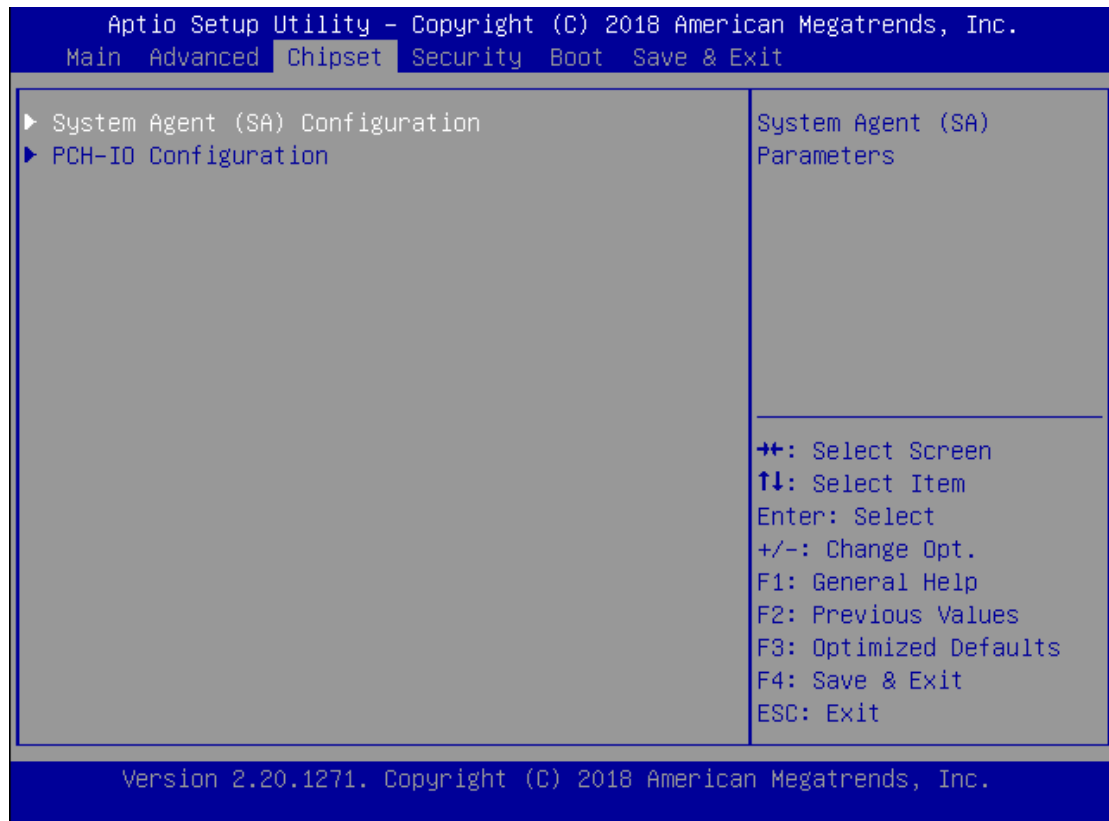 Aptio Setup Utility – Copyright (C) 2018 American Megatrends, Inc.
Main Advanced Chipset Security Boot Save & Exit
System Agent (SA) Configuration
PCH-IO Configuration
System Agent (SA)
Parameters
→←: Select Screen
↑↓: Select Item
Enter: Select
+/-: Change Opt.
F1: General Help
F2: Previous Values
F3: Optimized Defaults
F4: Save & Exit
ESC: Exit
Version 2.20.1271. Copyright (C) 2018 American Megatrends, Inc.